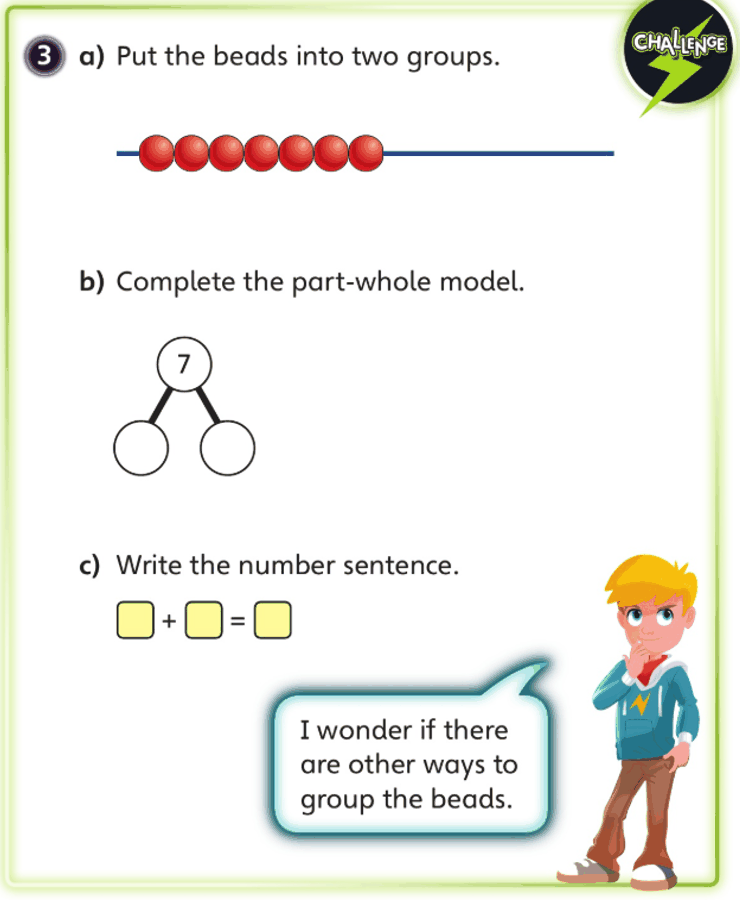 CHALLENGE
3 a) Put the beads into two groups.
b) Complete the part-whole model.
7
c) Write the number sentence.
+ =
I wonder if there
are other ways to
group the beads.